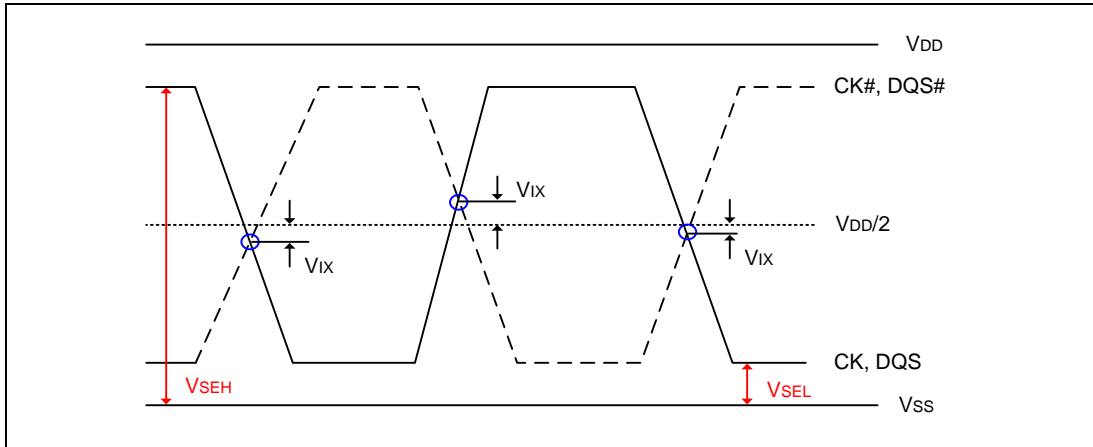 VDD
CK#, DQS#
VIX
VDD/2
VIX
VIX
CK, DQS
VSEH
VSEL
VSS